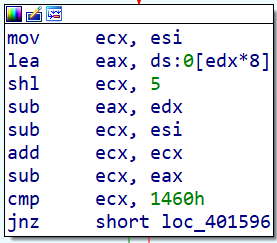 mov ecx, esi
lea eax, ds:0[edx*8]
shl ecx, 5
sub eax, edx
sub ecx, esi
add ecx, ecx
sub ecx, eax
cmp ecx, 1460h
jnz short loc_401596